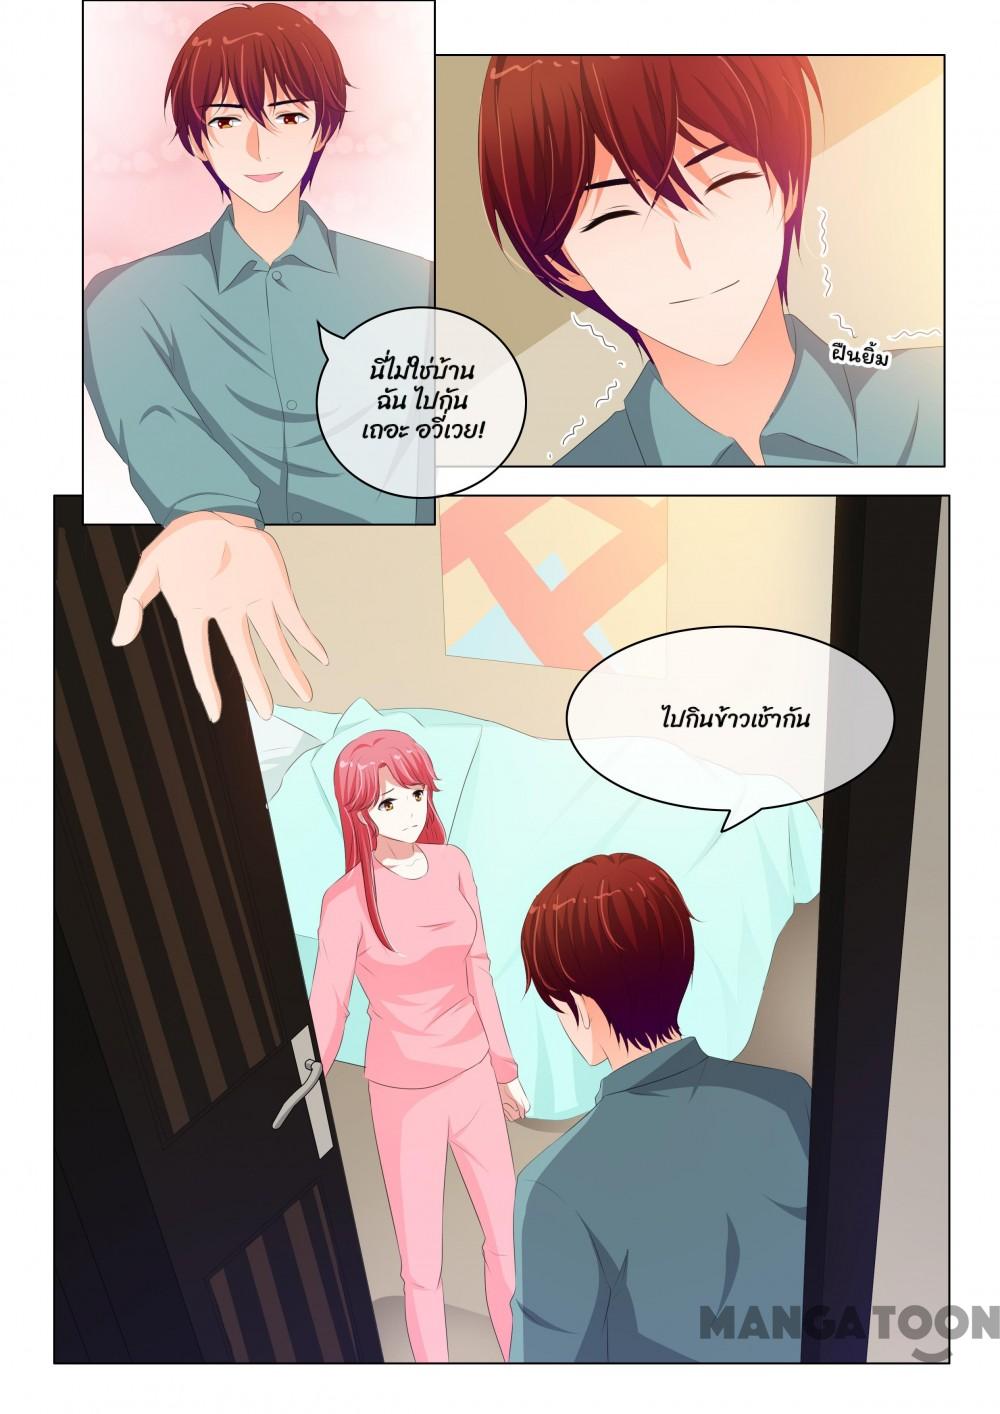 นี่ไม่ใช่บ้าน
ฉัน ไปกัน
เถอะ อวี่เวย!
ฝืนยิ้ม
ไปกินข้าวเช้ากัน
MANGATOON